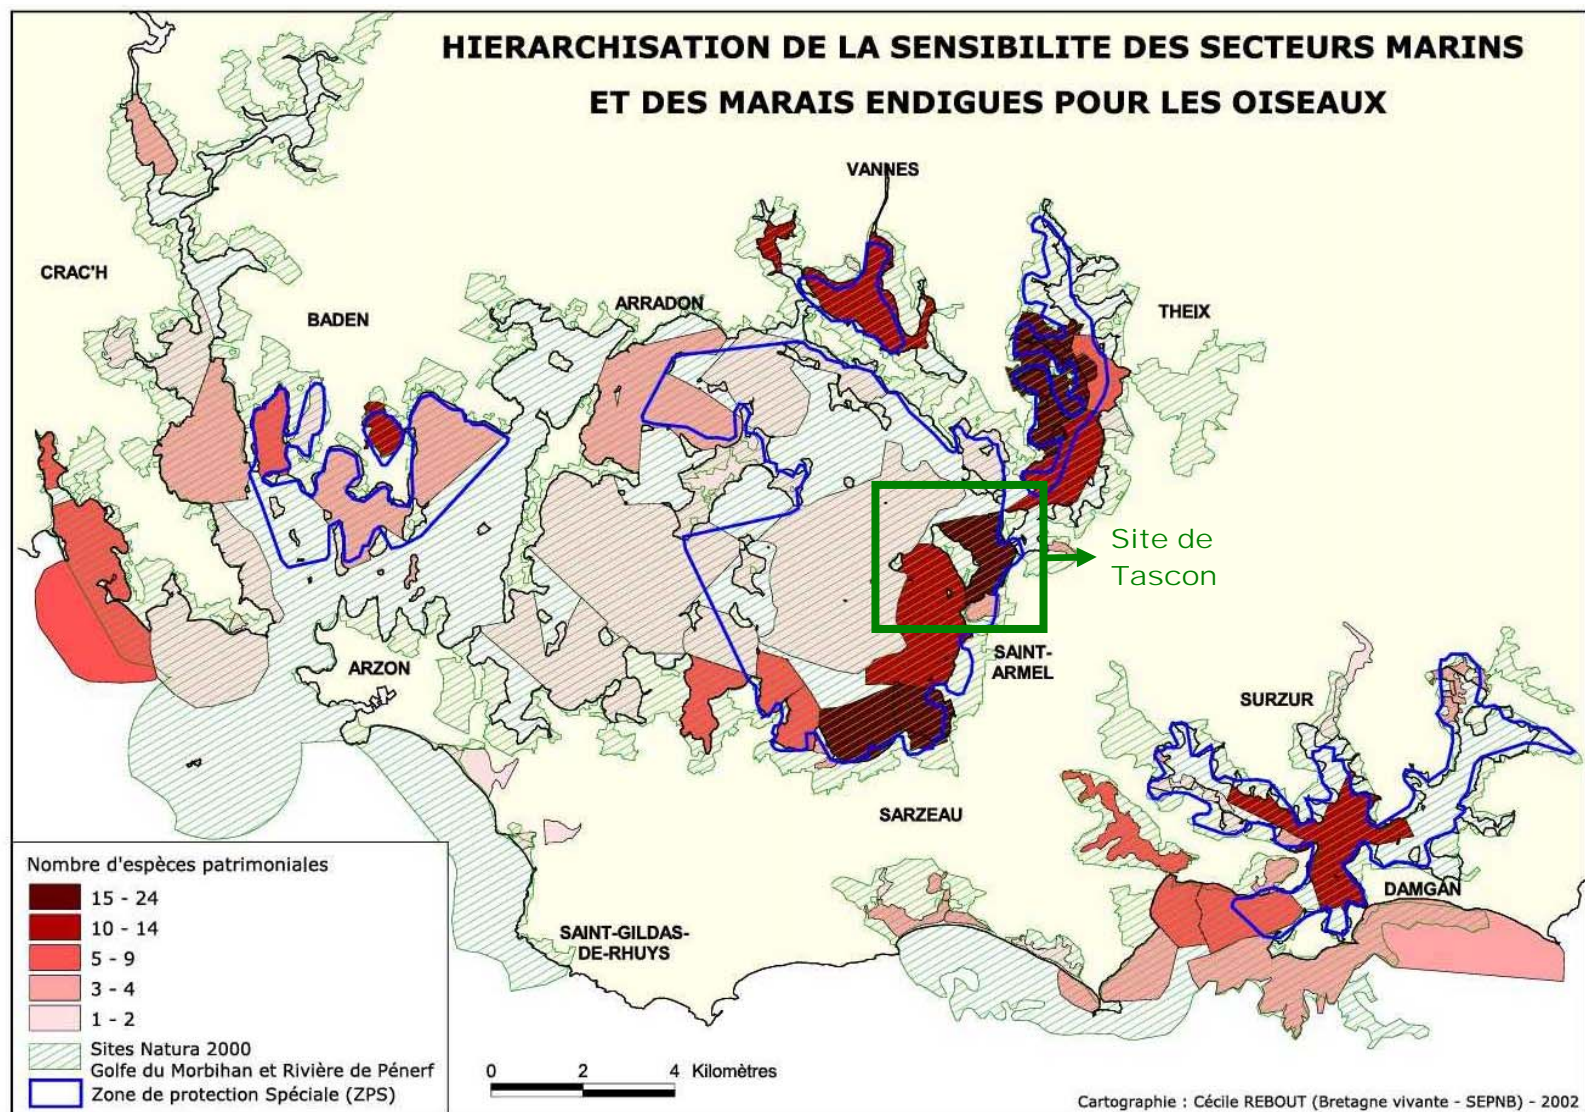 HIERARCHISATION DE LA SENSIBILITE DES SECTEURS MARINS
ET DES MARAIS ENDIGUES POUR LES OISEAUX
VANNES
CRAC'H
BADEN
ARRADON
THEIX
Site de
Tascon
ARZON
SAINT-
ARMEL
SURZUR
SARZEAU
DAMGAN
SAINT-GILDAS-
DE-RHUYS
Nombre d'espèces patrimoniales
15 - 24
10 - 14
5 - 9
3 - 4
1 - 2
Sites Natura 2000
Golfe du Morbihan et Rivière de Pénerf
Zone de protection Spéciale (ZPS)
0 2 4 Kilomètres
Cartographie : Cécile REBOUT (Bretagne vivante - SEPNB) - 2002